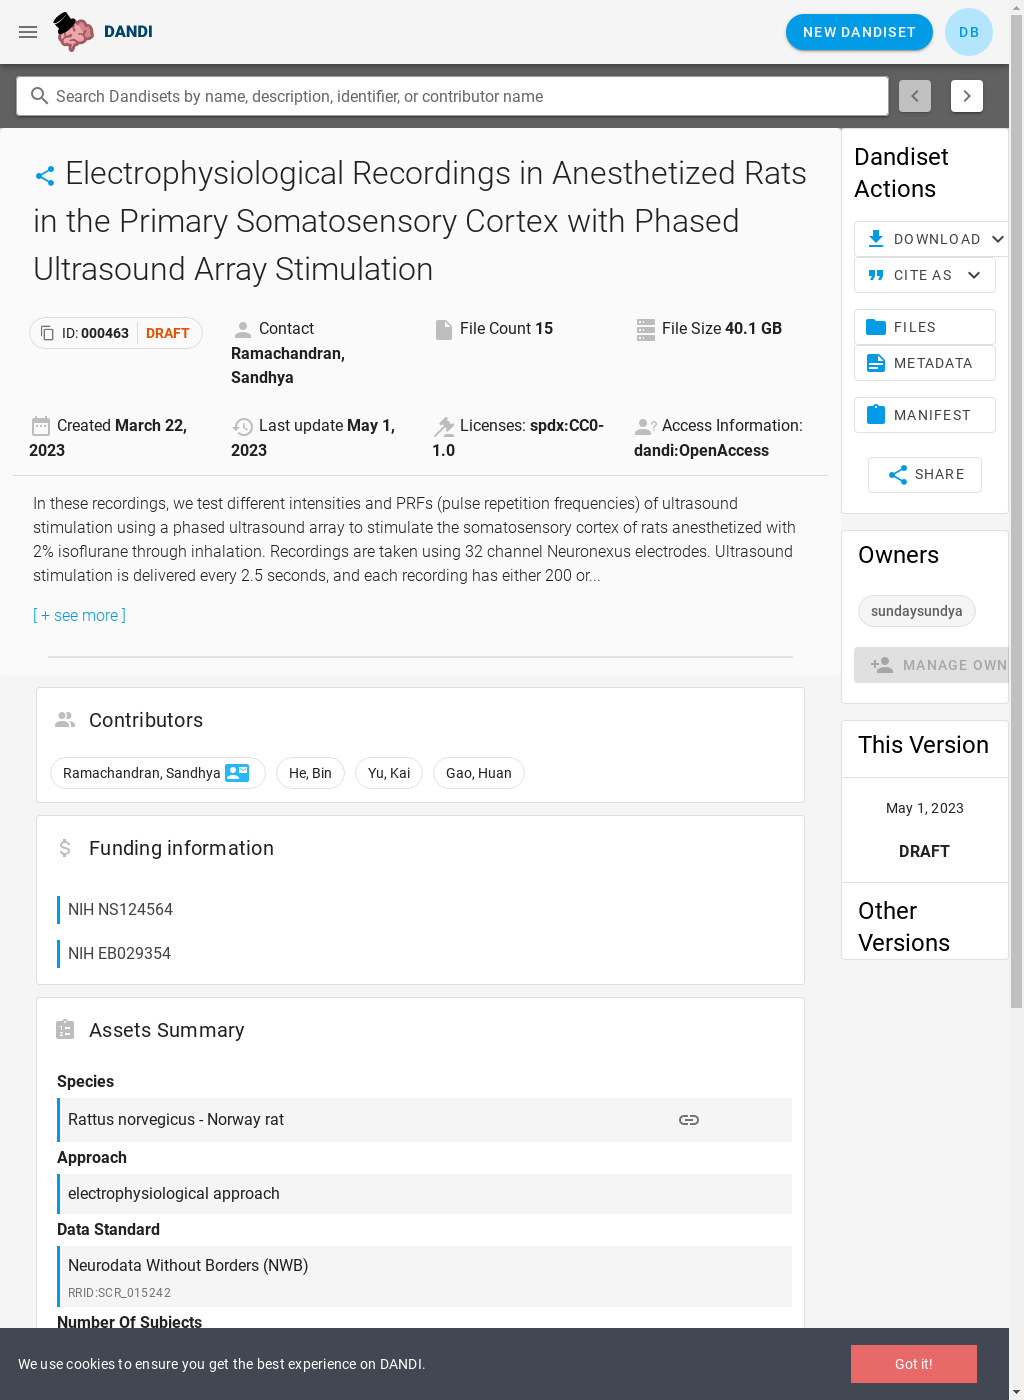 DANDI
NEW DANDISET
DB
Search Dandisets by name, description, identifier, or contributor name
Electrophysiological Recordings in Anesthetized Rats
in the Primary Somatosensory Cortex with Phased
Ultrasound Array Stimulation
ID: 000463 DRAFT
Contact
Ramachandran,
Sandhya
File Count 15
File Size 40.1 GB
Created March 22,
2023
Last update May 1,
2023
Licenses: spdx:CC0-
1.0
Access Information:
dandi:OpenAccess
In these recordings, we test different intensities and PRFs (pulse repetition frequencies) of ultrasound
stimulation using a phased ultrasound array to stimulate the somatosensory cortex of rats anesthetized with
2% isoflurane through inhalation. Recordings are taken using 32 channel Neuronexus electrodes. Ultrasound
stimulation is delivered every 2.5 seconds, and each recording has either 200 or...
[ + see more ]
Contributors
Ramachandran, Sandhya
He, Bin
Yu, Kai
Gao, Huan
Funding information
NIH NS124564
NIH EB029354
Assets Summary
Species
Rattus norvegicus - Norway rat
Approach
electrophysiological approach
Data Standard
Neurodata Without Borders (NWB)
RRID:SCR_015242
Number Of Subjects
Dandiset
Actions
DOWNLOAD
CITE AS
FILES
METADATA
MANIFEST
SHARE
Owners
sundaysundya
MANAGE OWN
This Version
May 1, 2023
DRAFT
Other
Versions
We use cookies to ensure you get the best experience on DANDI.
Got it!